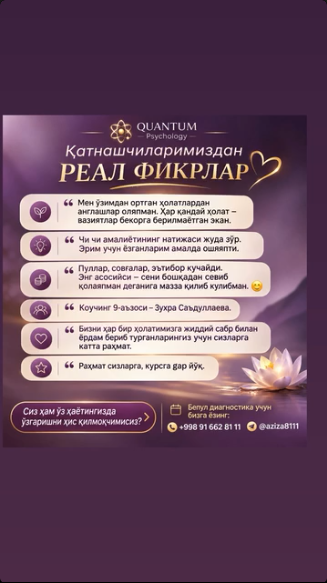 QUANTUM
Psychology
Қатнашчиларимиздан
РЕАЛ ФИКРЛАР
Мен ўзимдан ортган ҳолатлардан
англашлар оляпман. Ҳар қандай ҳолат –
вазиятлар бекорга берилмаётган экан.
Чи чи амалиётининг натижаси жуда зўр.
Эрим учун ёзганларим амалда ошяпти.
Пуллар, совғалар, эътибор кучайди.
Энг асосийси – сени бошқадан севиб
қолаяпман деганига мазза қилиб кулибман. 😊
Коучинг 9-аъзоси – Зухра Саъдуллаева.
Бизни ҳар бир ҳолатимизга жиддий сабр билан
ёрдам бериб турганларингиз учун сизларга
катта раҳмат.
Раҳмат сизларга, курсга gap йўқ.
Сиз ҳам ўз ҳаётингизда
ўзгаришни ҳис қилмоқчимисиз?
Бепул диагностика учун
бизга ёзинг:
+998 91 662 81 11
@aziza8111